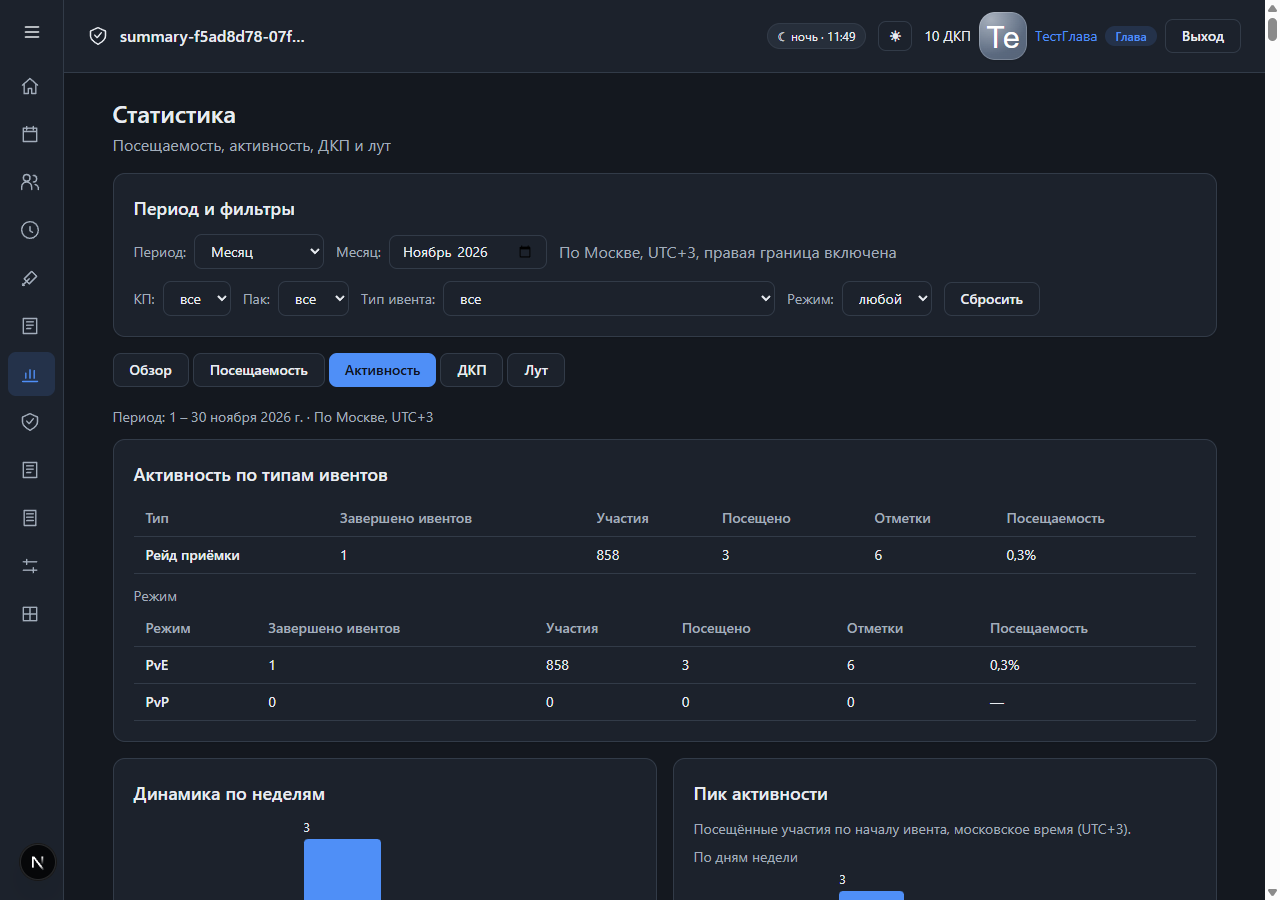 summary-f5ad8d78-07f...
ночь · 11:49
10 ДКП
Te
ТестГлава
Глава
Выход
Статистика
Посещаемость, активность, ДКП и лут
Период и фильтры
Период: Месяц Месяц: Ноябрь 2026 По Москве, UTC+3, правая граница включена
КП: все Пак: все Тип ивента: все Режим: любой Сбросить
Обзор Посещаемость Активность ДКП Лут
Период: 1 – 30 ноября 2026 г. · По Москве, UTC+3
Активность по типам ивентов
Тип Завершено ивентов Участия Посещено Отметки Посещаемость
Рейд приёмки 1 858 3 6 0,3%
Режим
Режим Завершено ивентов Участия Посещено Отметки Посещаемость
PvE 1 858 3 6 0,3%
PvP 0 0 0 0 —
Динамика по неделям
3
Пик активности
Посещённые участия по началу ивента, московское время (UTC+3).
По дням недели
3
N